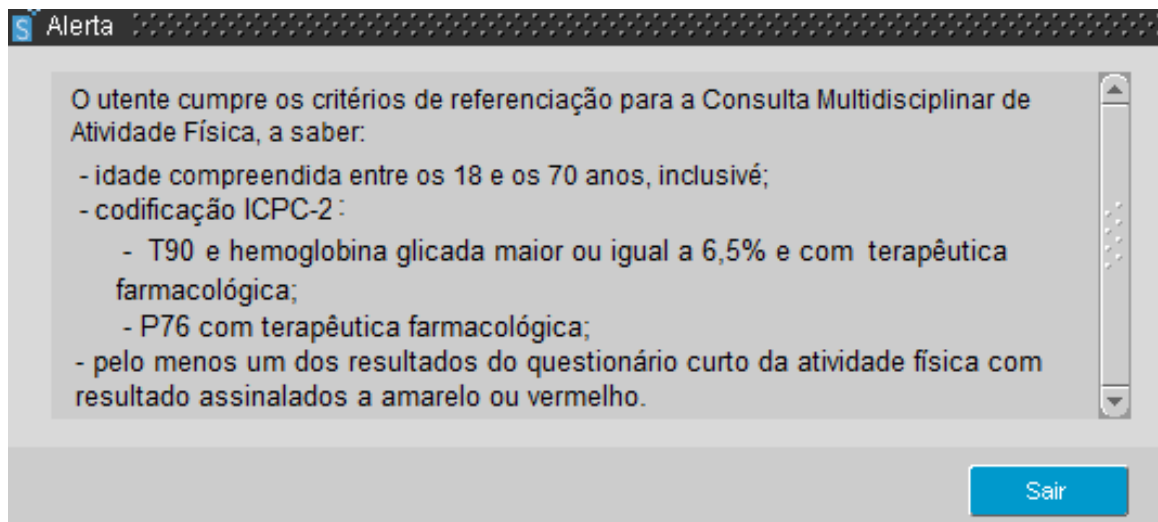 Alerta
O utente cumpre os critérios de referenciação para a Consulta Multidisciplinar de
Atividade Física, a saber:
- idade compreendida entre os 18 e os 70 anos, inclusivé;
- codificação ICPC-2 :
- T90 e hemoglobina glicada maior ou igual a 6,5% e com terapêutica
farmacológica;
- P76 com terapêutica farmacológica;
- pelo menos um dos resultados do questionário curto da atividade física com
resultado assinalados a amarelo ou vermelho.
Sair